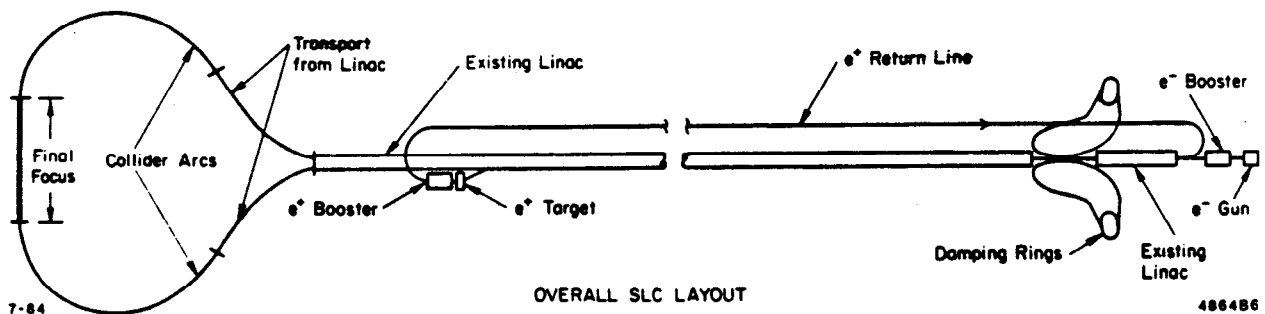 Transport
from Linac
Existing Linac
e⁺ Return Line
e⁻ Booster
Final
Focus
Collider Arcs
e⁺ Booster
e⁺ Target
e⁻ Gun
Damping Rings
Existing
Linac
OVERALL SLC LAYOUT
7-84
4864B6